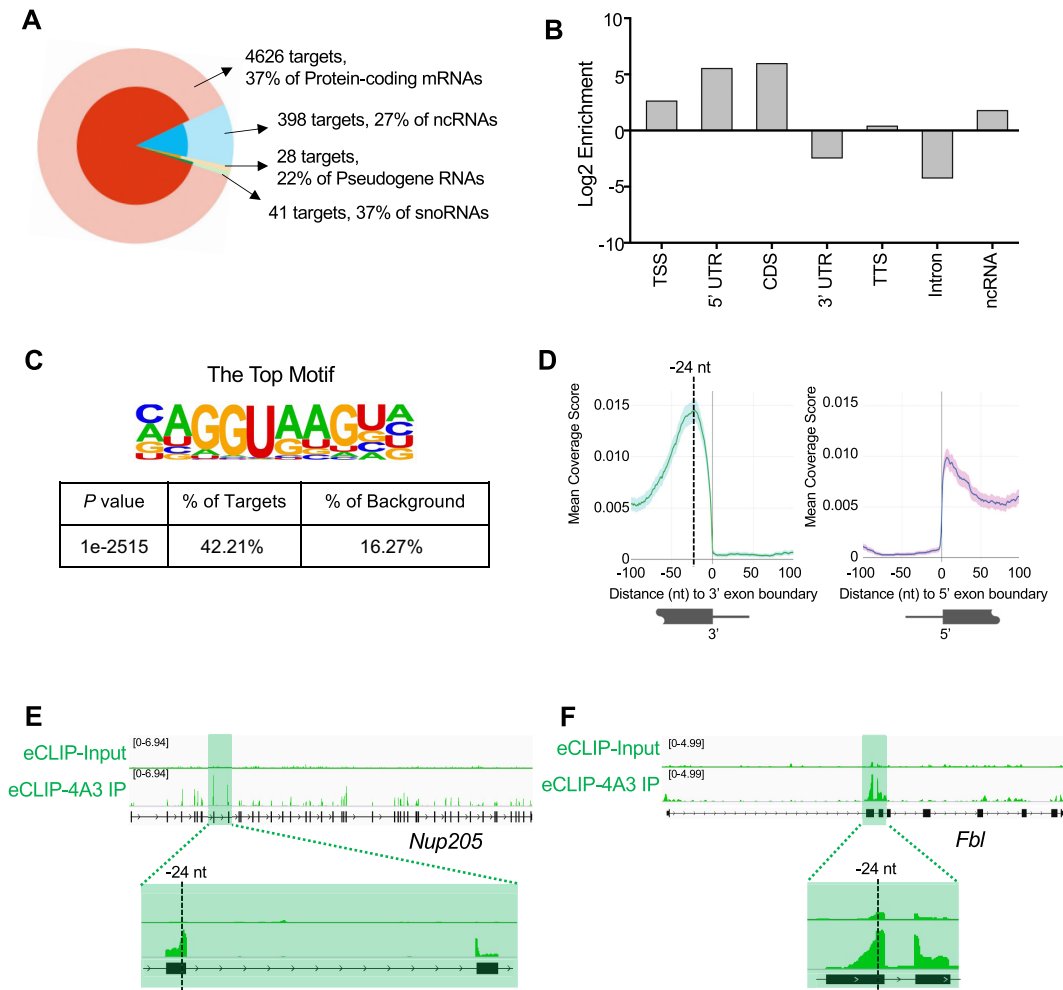 A
4626 targets,
37% of Protein-coding mRNAs
398 targets, 27% of ncRNAs
28 targets,
22% of Pseudogene RNAs
41 targets, 37% of snoRNAs
B
Log2 Enrichment
10
5
0
-5
-10
TSS
5' UTR
CDS
3' UTR
TTS
Intron
ncRNA
C
The Top Motif
P value % of Targets % of Background
1e-2515 42.21% 16.27%
D
-24 nt
Mean Coverage Score
0.015
0.010
0.005
0
-100 -50 0 50 100
Distance (nt) to 3' exon boundary
3'
Mean Coverage Score
0.015
0.010
0.005
0
-100 -50 0 50 100
Distance (nt) to 5' exon boundary
5'
E
eCLIP-Input
[0-6.94]
eCLIP-4A3 IP
[0-6.94]
Nup205
-24 nt
F
eCLIP-Input
[0-4.99]
eCLIP-4A3 IP
[0-4.99]
Fbl
-24 nt